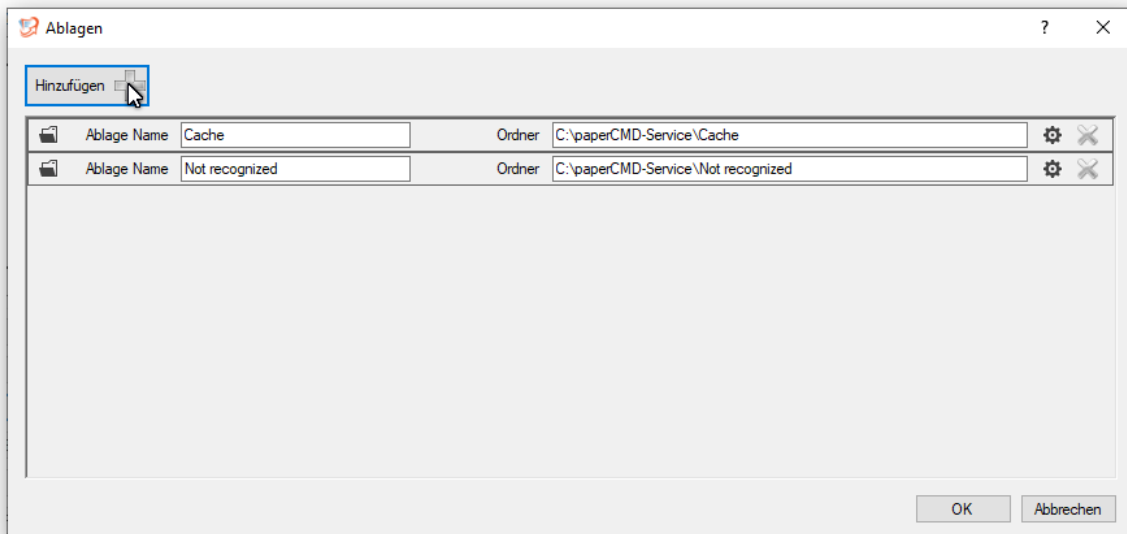 Ablagen ?
Hinzufügen
Ablage Name Cache Ordner C:\paperCMD-Service\Cache
Ablage Name Not recognized Ordner C:\paperCMD-Service\Not recognized
OK Abbrechen